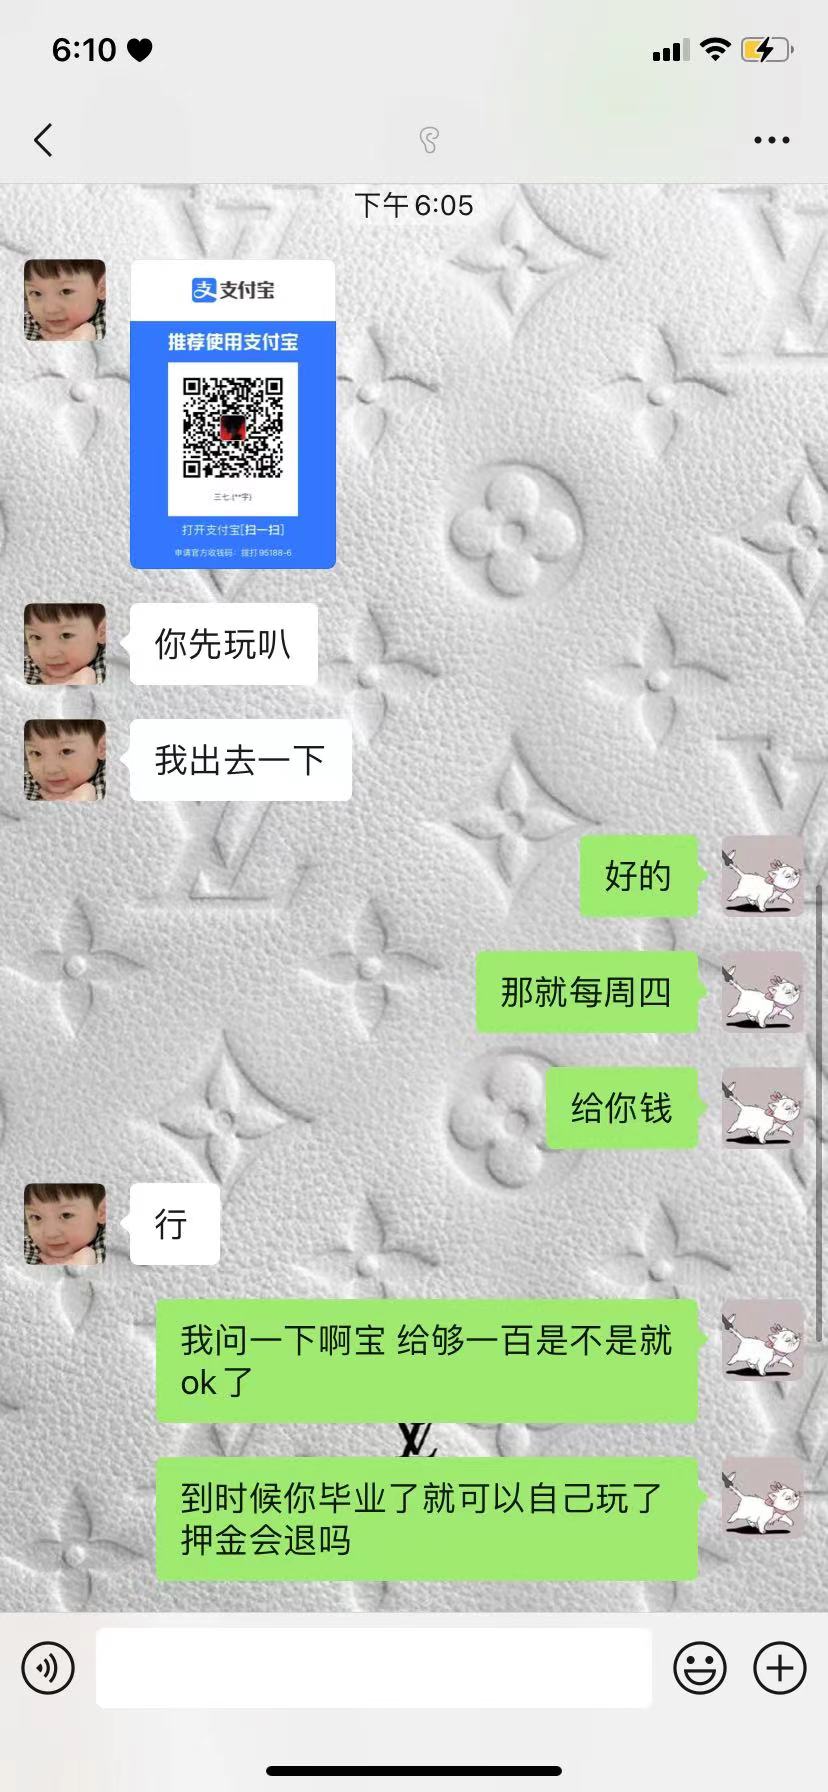 6:10
下午 6:05
支 支付宝
推荐使用支付宝
三七.(**字)
打开支付宝[扫一扫]
申请官方收钱码：拨打95188-6
你先玩叭
我出去一下
好的
那就每周四
给你钱
行
我问一下啊宝 给够一百是不是就
ok了
到时候你毕业了就可以自己玩了
押金会退吗